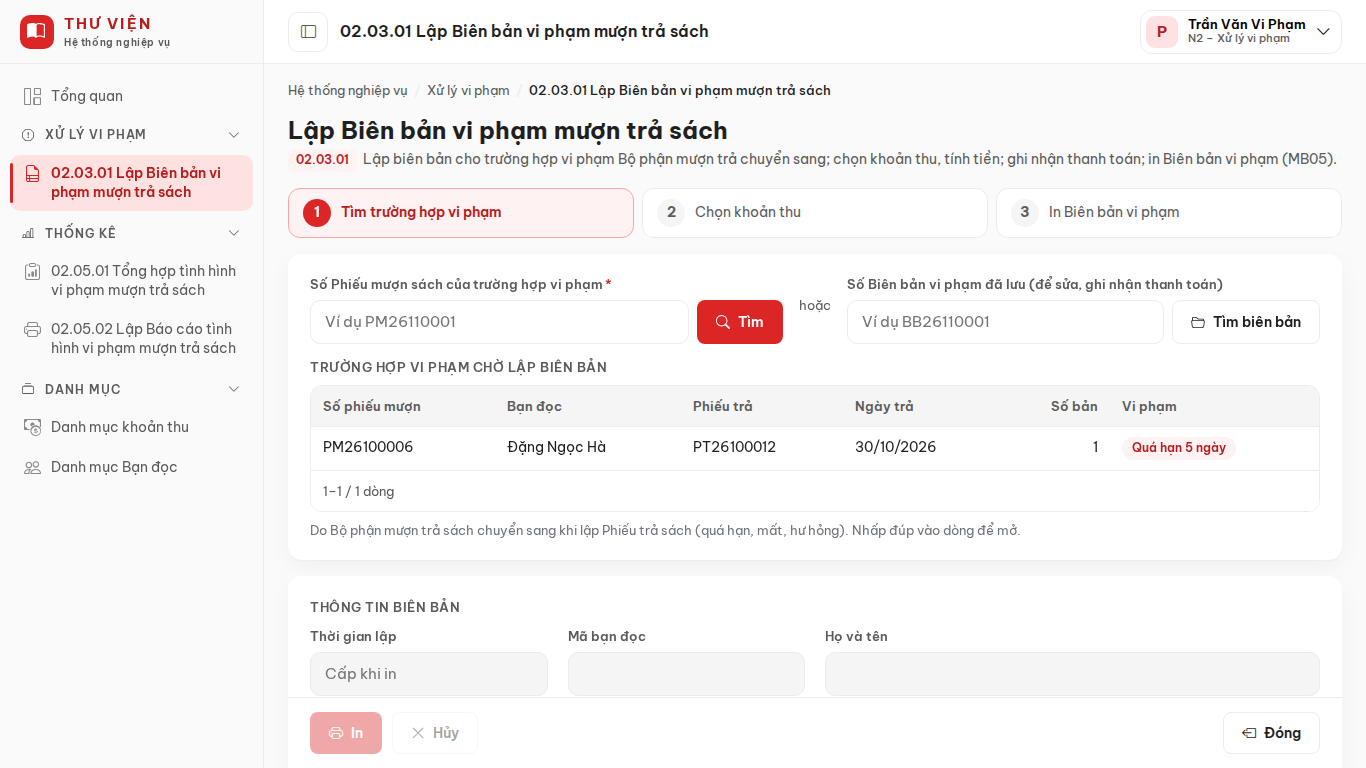 THƯ VIỆN
Hệ thống nghiệp vụ
Tổng quan
XỬ LÝ VI PHẠM
02.03.01 Lập Biên bản vi
phạm mượn trả sách
THỐNG KÊ
02.05.01 Tổng hợp tình hình
vi phạm mượn trả sách
02.05.02 Lập Báo cáo tình
hình vi phạm mượn trả sách
DANH MỤC
Danh mục khoản thu
Danh mục Bạn đọc
02.03.01 Lập Biên bản vi phạm mượn trả sách
P
Trần Văn Vi Phạm
N2 – Xử lý vi phạm
Hệ thống nghiệp vụ / Xử lý vi phạm / 02.03.01 Lập Biên bản vi phạm mượn trả sách
Lập Biên bản vi phạm mượn trả sách
02.03.01 Lập biên bản cho trường hợp vi phạm Bộ phận mượn trả chuyển sang; chọn khoản thu, tính tiền; ghi nhận thanh toán; in Biên bản vi phạm (MB05).
1 Tìm trường hợp vi phạm
2 Chọn khoản thu
3 In Biên bản vi phạm
Số Phiếu mượn sách của trường hợp vi phạm *
Ví dụ PM26110001
Tìm
hoặc
Số Biên bản vi phạm đã lưu (để sửa, ghi nhận thanh toán)
Ví dụ BB26110001
Tìm biên bản
TRƯỜNG HỢP VI PHẠM CHỜ LẬP BIÊN BẢN
Số phiếu mượn Bạn đọc Phiếu trả Ngày trả Số bản Vi phạm
PM26100006 Đặng Ngọc Hà PT26100012 30/10/2026 1 Quá hạn 5 ngày
1–1 / 1 dòng
Do Bộ phận mượn trả sách chuyển sang khi lập Phiếu trả sách (quá hạn, mất, hư hỏng). Nhấp đúp vào dòng để mở.
THÔNG TIN BIÊN BẢN
Thời gian lập Mã bạn đọc Họ và tên
Cấp khi in
In
Hủy
Đóng